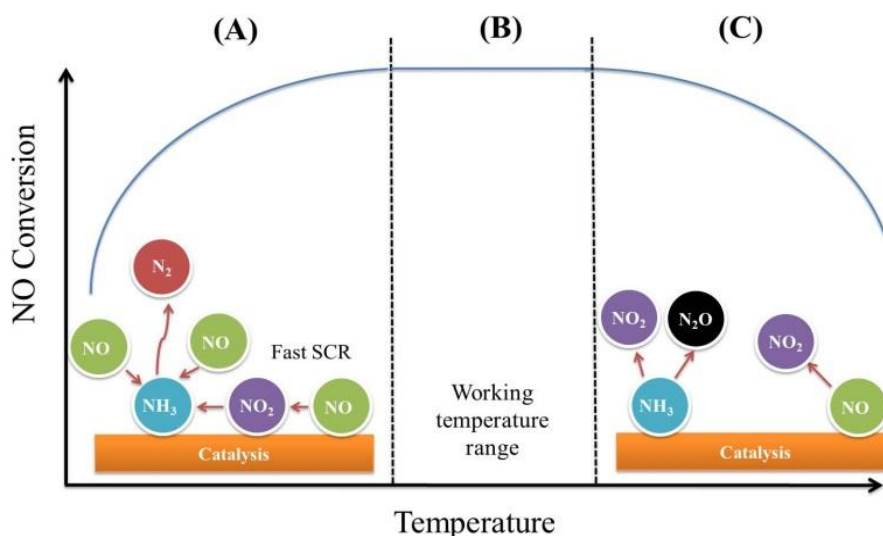 (A)
(B)
(C)
NO Conversion
N₂
NO
NO
Fast SCR
NH₃
NO₂
NO
Catalysis
Working
temperature
range
NO₂
N₂O
NO₂
NH₃
NO
Catalysis
Temperature